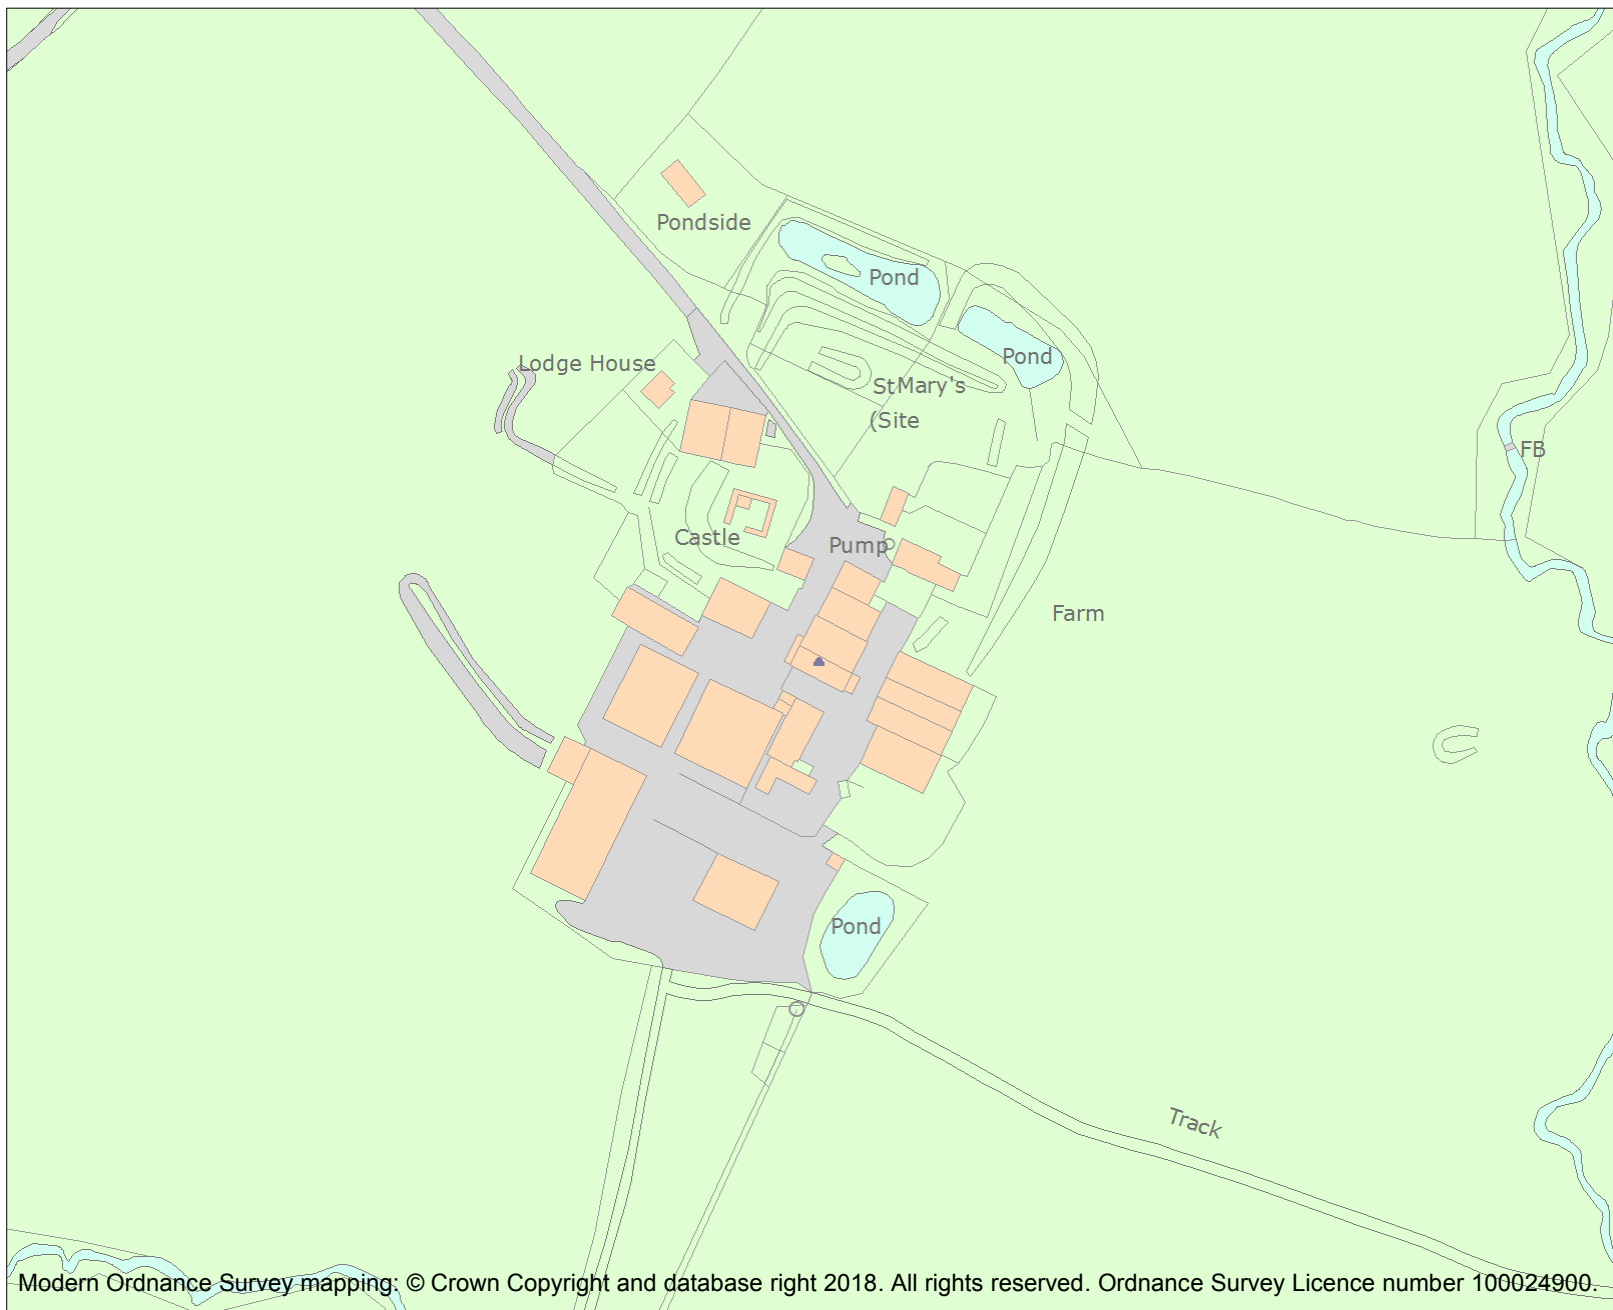 Pondside
Pond
Pond
Lodge House
StMary's
(Site
FB
Castle
Pump
Farm
Pond
Track
Modern Ordnance Survey mapping: © Crown Copyright and database right 2018. All rights reserved. Ordnance Survey Licence number 100024900.